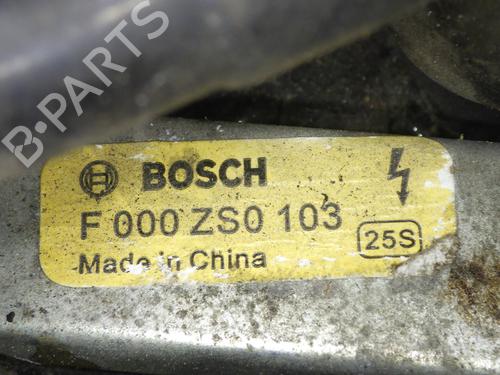 BOSCH
F 000 ZS0 103
25S
Made in China
B-PARTS